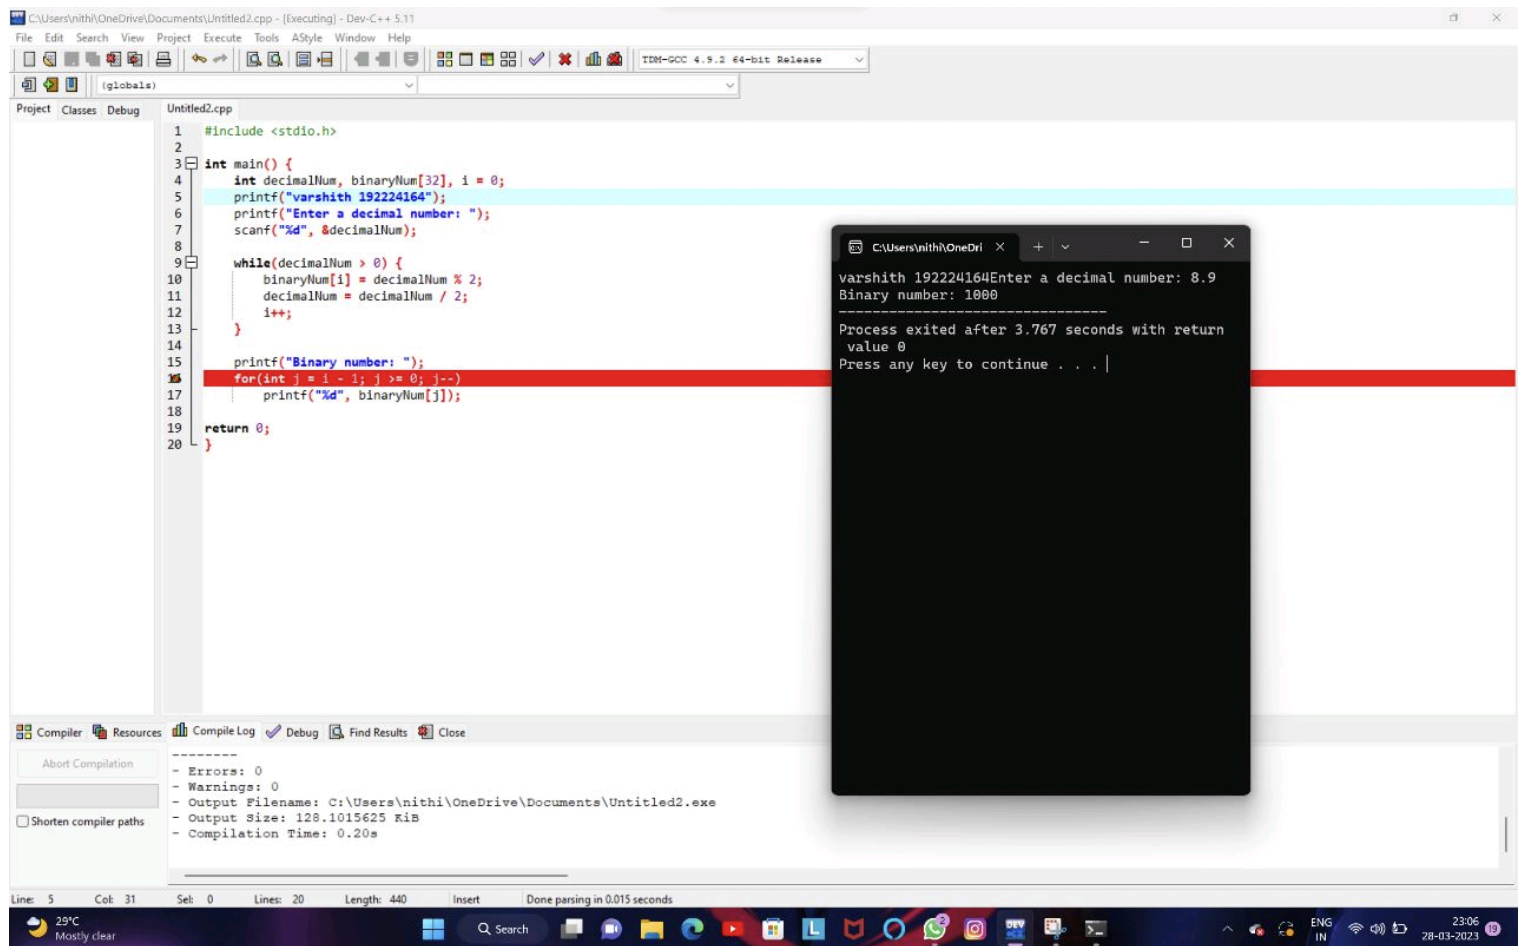 C:\Users\nithi\OneDrive\Documents\Untitled2.cpp - [Executing] - Dev-C++ 5.11
File Edit Search View Project Execute Tools AStyle Window Help
TDM-GCC 4.9.2 64-bit Release
(globals)
Project Classes Debug Untitled2.cpp
1 #include <stdio.h>
2
3 int main() {
4 int decimalNum, binaryNum[32], i = 0;
5 printf("varshith 192224164");
6 printf("Enter a decimal number: ");
7 scanf("%d", &decimalNum);
8
9 while(decimalNum > 0) {
10 binaryNum[i] = decimalNum % 2;
11 decimalNum = decimalNum / 2;
12 i++;
13 }
14
15 printf("Binary number: ");
for(int j = i - 1; j >= 0; j--)
17 printf("%d", binaryNum[j]);
18
19 return 0;
20 }
C:\Users\nithi\OneDri
varshith 192224164Enter a decimal number: 8.9
Binary number: 1000
--------------------------------
Process exited after 3.767 seconds with return
value 0
Press any key to continue . . .
Compiler Resources Compile Log Debug Find Results Close
Abort Compilation
Shorten compiler paths
--------
- Errors: 0
- Warnings: 0
- Output Filename: C:\Users\nithi\OneDrive\Documents\Untitled2.exe
- Output Size: 128.1015625 KiB
- Compilation Time: 0.20s
Line: 5 Col: 31 Sel: 0 Lines: 20 Length: 440 Insert Done parsing in 0.015 seconds
29°C
Mostly clear
Search
DEV
2
ENG
IN
23:06
28-03-2023
19